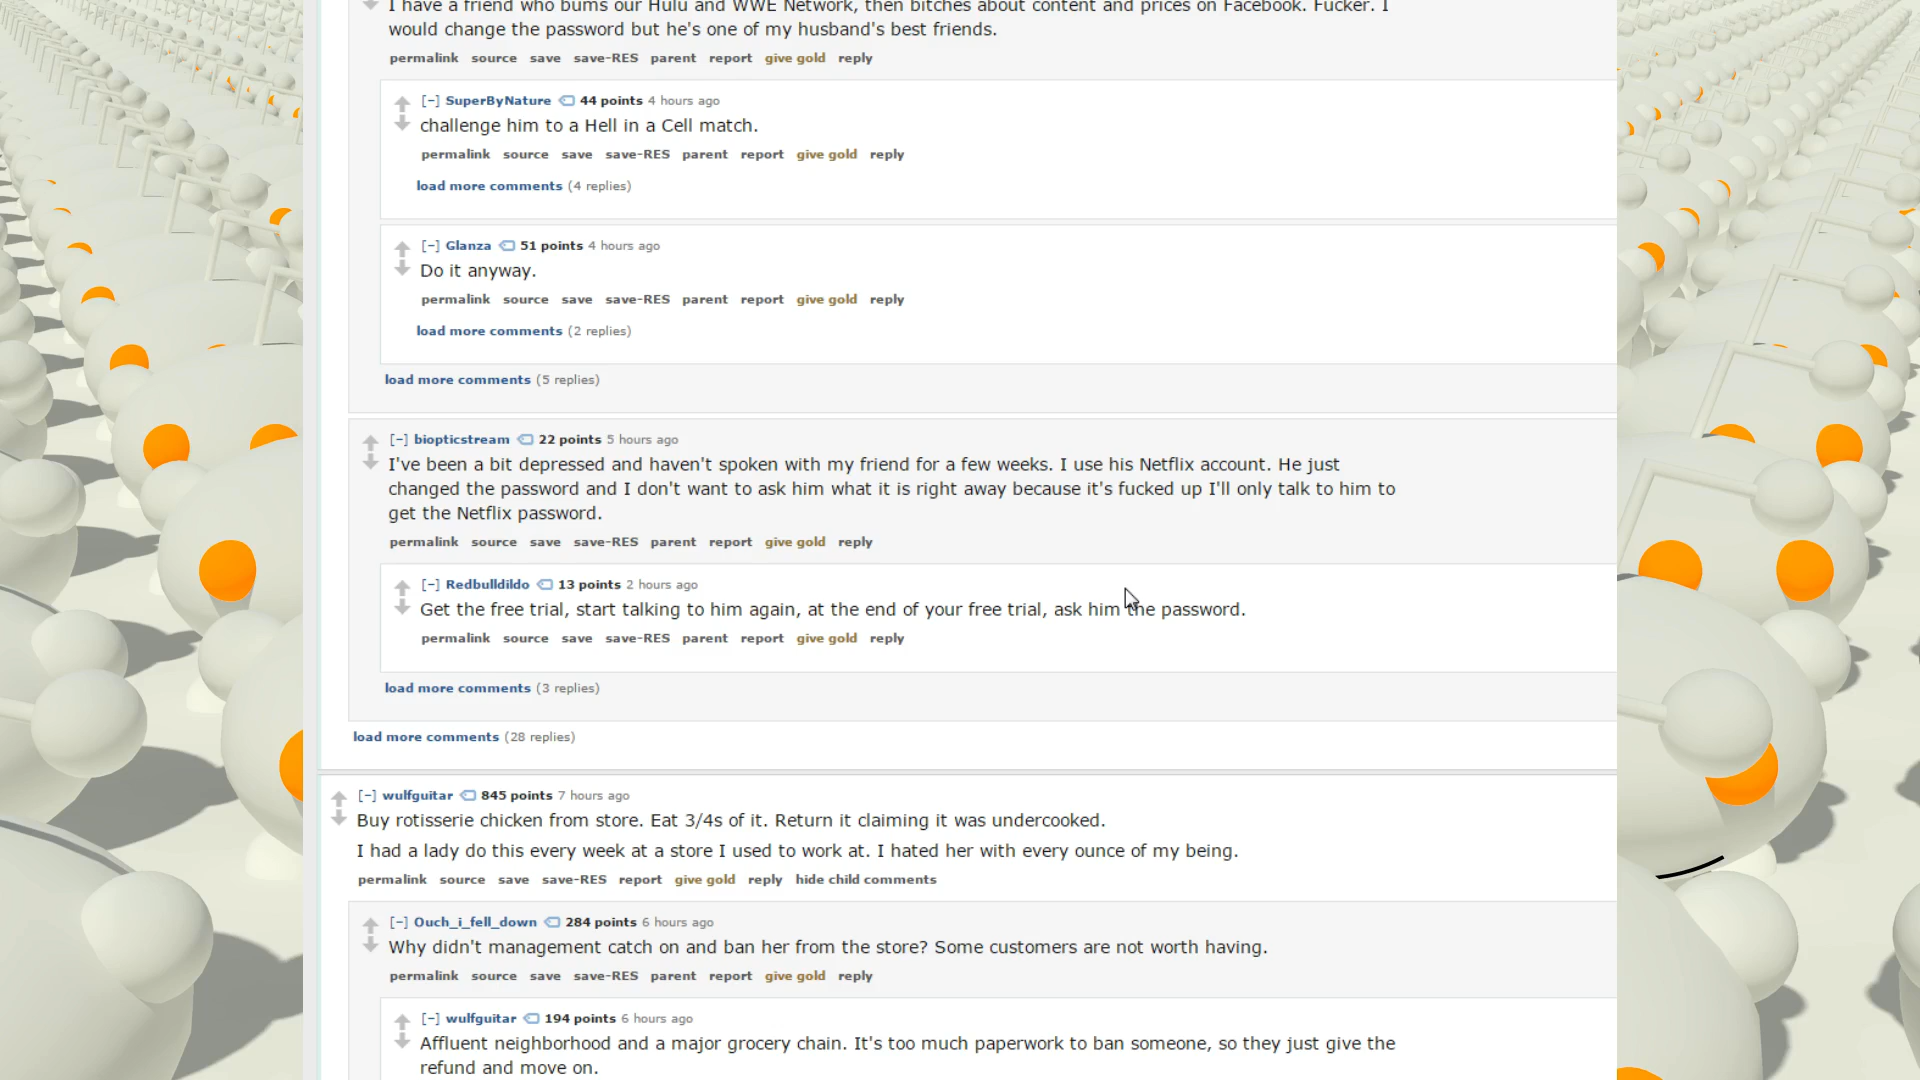 I have a friend who bums our Hulu and WWE Network, then bitches about content and prices on Facebook. Fucker. I
would change the password but he's one of my husband's best friends.
permalink source save save-RES parent report give gold reply
[-] SuperByNature 44 points 4 hours ago
challenge him to a Hell in a Cell match.
permalink source save save-RES parent report give gold reply
load more comments (4 replies)
[-] Glanza 51 points 4 hours ago
Do it anyway.
permalink source save save-RES parent report give gold reply
load more comments (2 replies)
load more comments (5 replies)
[-] biopticstream 22 points 5 hours ago
I've been a bit depressed and haven't spoken with my friend for a few weeks. I use his Netflix account. He just
changed the password and I don't want to ask him what it is right away because it's fucked up I'll only talk to him to
get the Netflix password.
permalink source save save-RES parent report give gold reply
[-] Redbulldildo 13 points 2 hours ago
Get the free trial, start talking to him again, at the end of your free trial, ask him the password.
permalink source save save-RES parent report give gold reply
load more comments (3 replies)
load more comments (28 replies)
[-] wulfguitar 845 points 7 hours ago
Buy rotisserie chicken from store. Eat 3/4s of it. Return it claiming it was undercooked.
I had a lady do this every week at a store I used to work at. I hated her with every ounce of my being.
permalink source save save-RES report give gold reply hide child comments
[-] Ouch_i_fell_down 284 points 6 hours ago
Why didn't management catch on and ban her from the store? Some customers are not worth having.
permalink source save save-RES parent report give gold reply
[-] wulfguitar 194 points 6 hours ago
Affluent neighborhood and a major grocery chain. It's too much paperwork to ban someone, so they just give the
refund and move on.